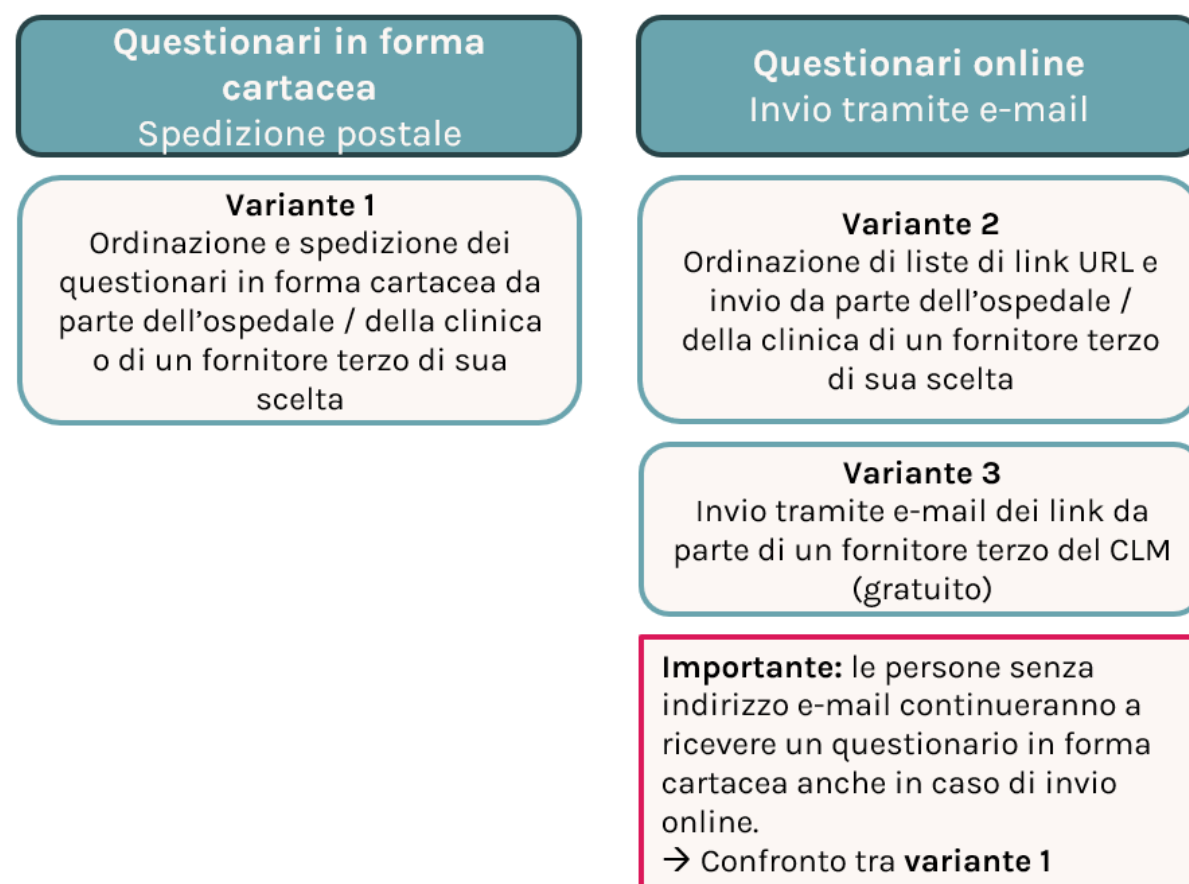 Questionari in forma
cartacea
Spedizione postale
Variante 1
Ordinazione e spedizione dei
questionari in forma cartacea da
parte dell'ospedale / della clinica
o di un fornitore terzo di sua
scelta
Questionari online
Invio tramite e-mail
Variante 2
Ordinazione di liste di link URL e
invio da parte dell'ospedale /
della clinica di un fornitore terzo
di sua scelta
Variante 3
Invio tramite e-mail dei link da
parte di un fornitore terzo del CLM
(gratuito)
Importante: le persone senza
indirizzo e-mail continueranno a
ricevere un questionario in forma
cartacea anche in caso di invio
online.
→ Confronto tra variante 1